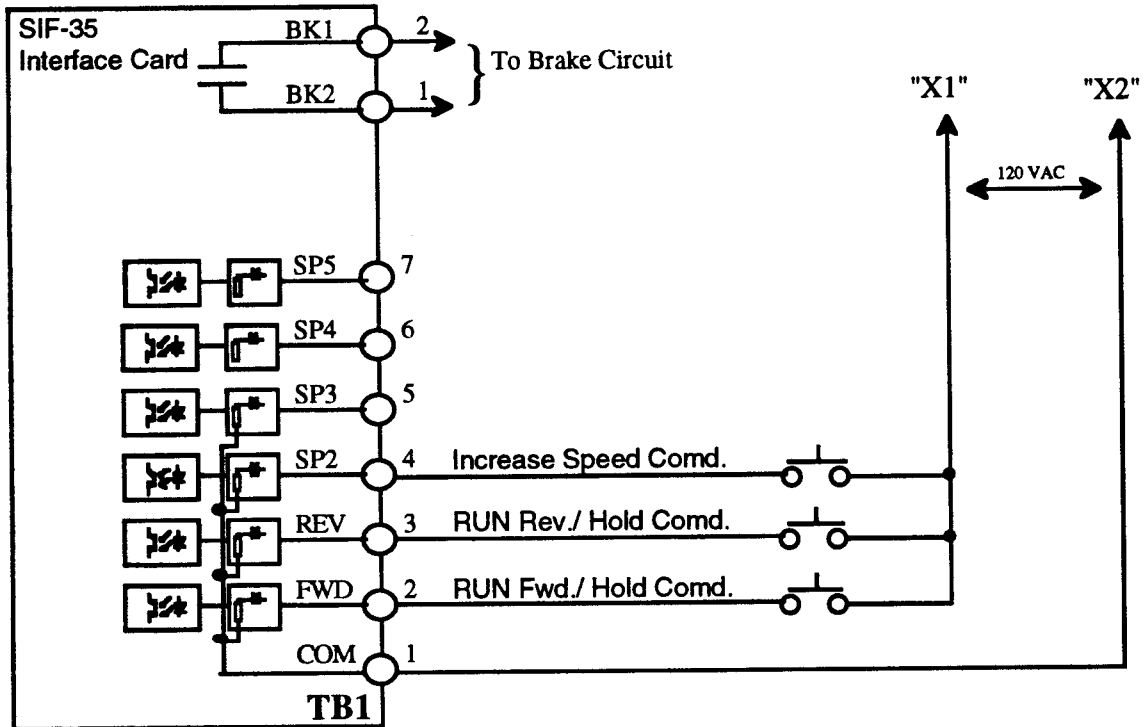 SIF-35
Interface Card
BK1
2
BK2
1
To Brake Circuit
"X1"
"X2"
120 VAC
SP5
7
SP4
6
SP3
5
SP2
4
Increase Speed Comd.
REV
3
RUN Rev./ Hold Comd.
FWD
2
RUN Fwd./ Hold Comd.
COM
1
TB1